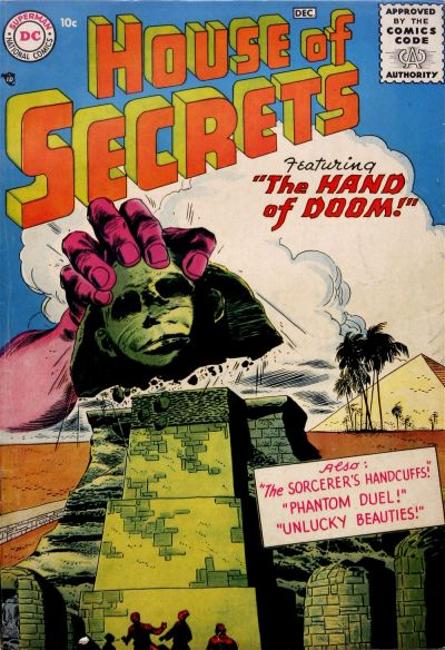 SUPERMAN
DC
NATIONAL COMICS
10c
DEC
APPROVED
BY THE
COMICS
CODE
CA
AUTHORITY
HOUSE of
SECRETS
Featuring
"The HAND
of DOOM!"
Also:
"The SORCERER'S HANDCUFFS!"
"PHANTOM DUEL!"
"UNLUCKY BEAUTIES!"